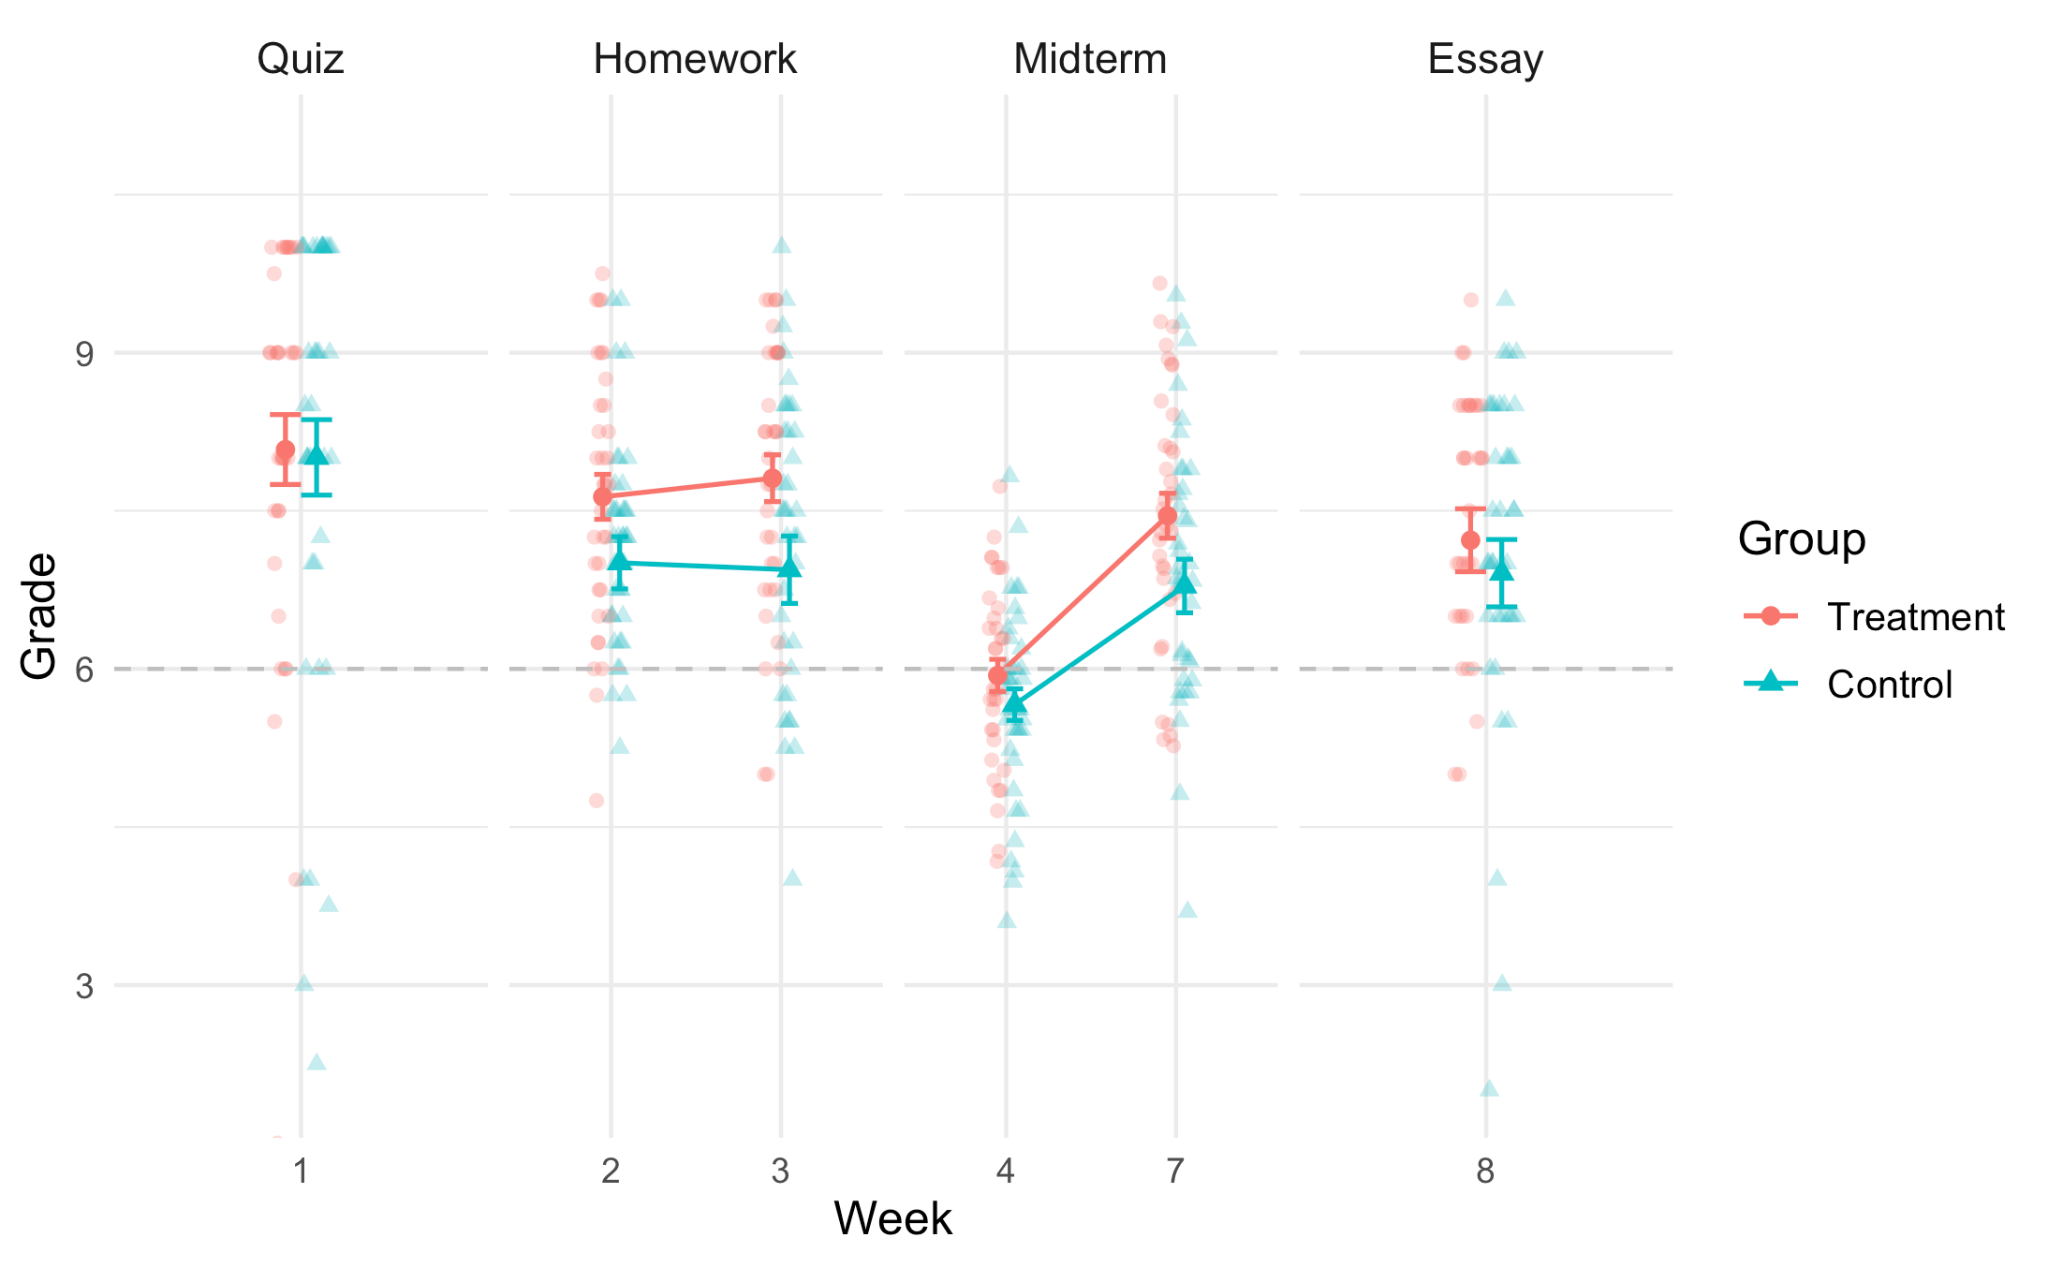 Quiz Homework Midterm Essay
9
6
3
Grade
1 2 3 4 7 8
Week
Group
Treatment
Control